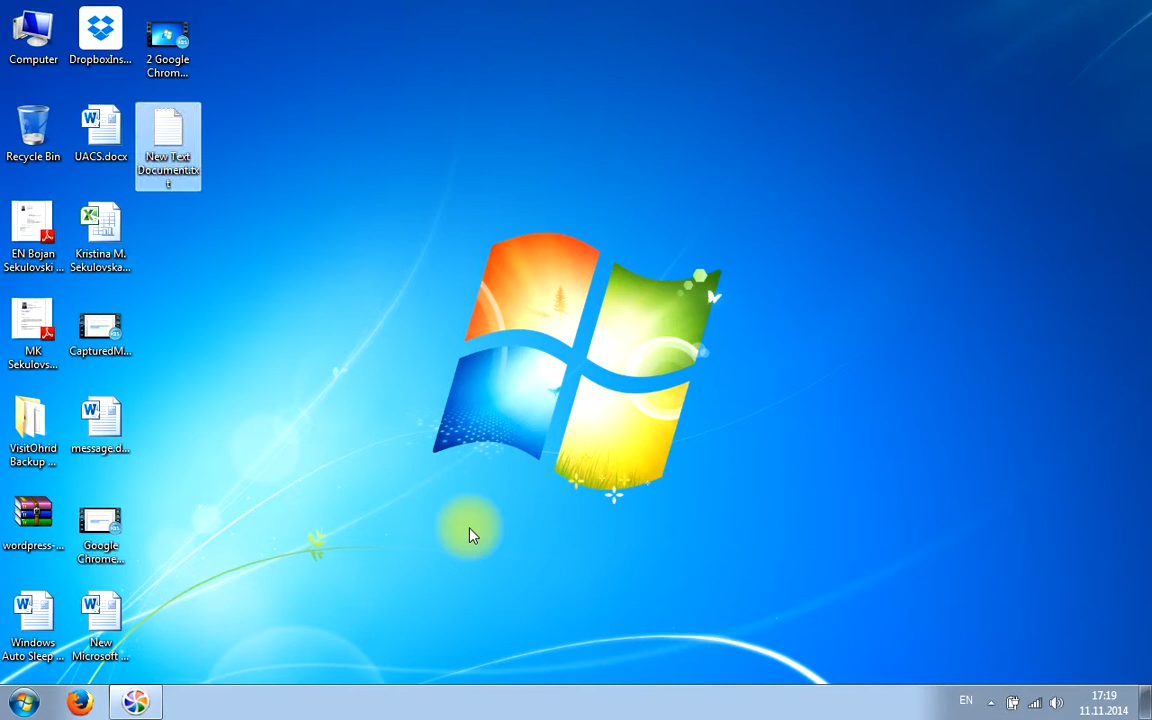 Computer
DropboxIns...
2 Google
Chrom...
Recycle Bin
UACS.docx
New Text
Document.tx
t
EN Bojan
Sekulovski ...
Kristina M.
Sekulovska...
MK
Sekulovs...
CapturedM...
VisitOhrid
Backup ...
message.d...
wordpress-...
Google
Chrome...
Windows
Auto Sleep ...
New
Microsoft ...
EN
17:19
11.11.2014